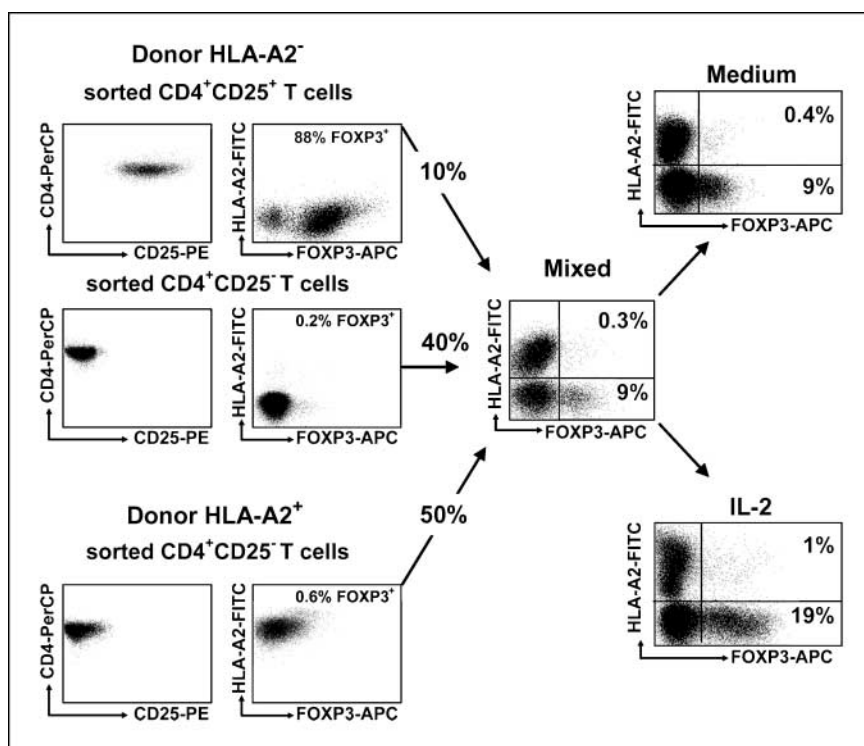 Donor HLA-A2⁻
sorted CD4⁺CD25⁺ T cells
CD4-PerCP
CD25-PE
HLA-A2-FITC
88% FOXP3⁺
FOXP3-APC
10%
sorted CD4⁺CD25⁻ T cells
CD4-PerCP
CD25-PE
HLA-A2-FITC
0.2% FOXP3⁺
FOXP3-APC
40%
Donor HLA-A2⁺
sorted CD4⁺CD25⁻ T cells
CD4-PerCP
CD25-PE
HLA-A2-FITC
0.6% FOXP3⁺
FOXP3-APC
50%
Mixed
HLA-A2-FITC
0.3%
9%
FOXP3-APC
Medium
HLA-A2-FITC
0.4%
9%
FOXP3-APC
IL-2
HLA-A2-FITC
1%
19%
FOXP3-APC